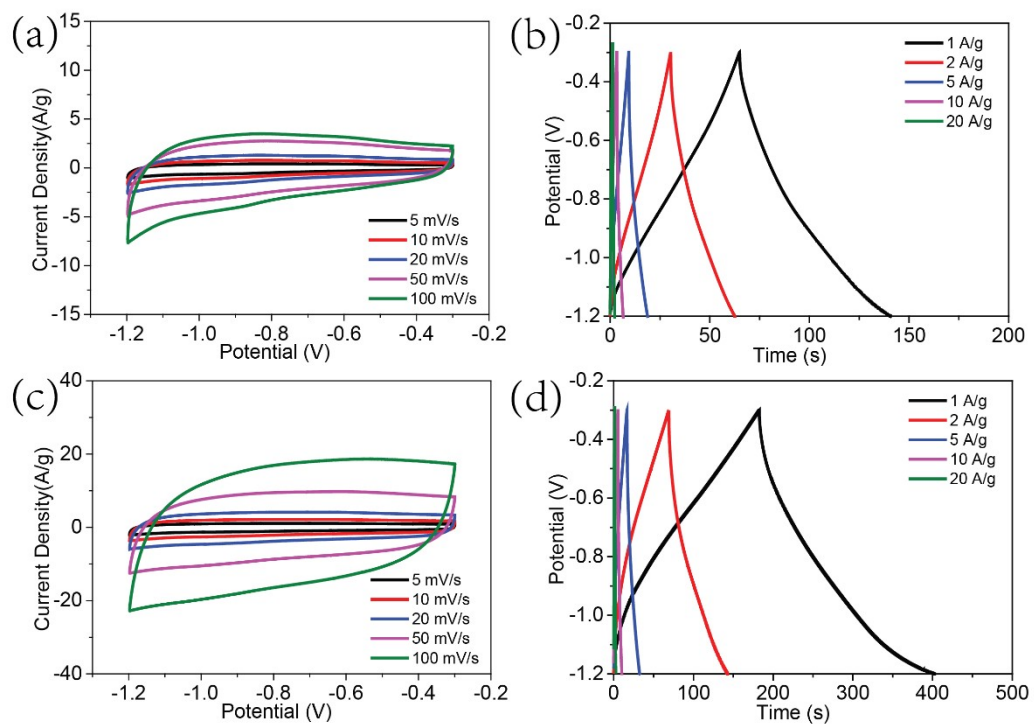 (a)
15
10
5
0
-5
-10
-15
Current Density(A/g)
5 mV/s
10 mV/s
20 mV/s
50 mV/s
100 mV/s
-1.2
-1.0
-0.8
-0.6
-0.4
-0.2
Potential (V)
(b)
-0.2
-0.4
-0.6
-0.8
-1.0
-1.2
Potential (V)
1 A/g
2 A/g
5 A/g
10 A/g
20 A/g
0
50
100
150
200
Time (s)
(c)
40
20
0
-20
-40
Current Density(A/g)
5 mV/s
10 mV/s
20 mV/s
50 mV/s
100 mV/s
-1.2
-1.0
-0.8
-0.6
-0.4
-0.2
Potential (V)
(d)
-0.2
-0.4
-0.6
-0.8
-1.0
-1.2
Potential (V)
1 A/g
2 A/g
5 A/g
10 A/g
20 A/g
0
100
200
300
400
500
Time (s)